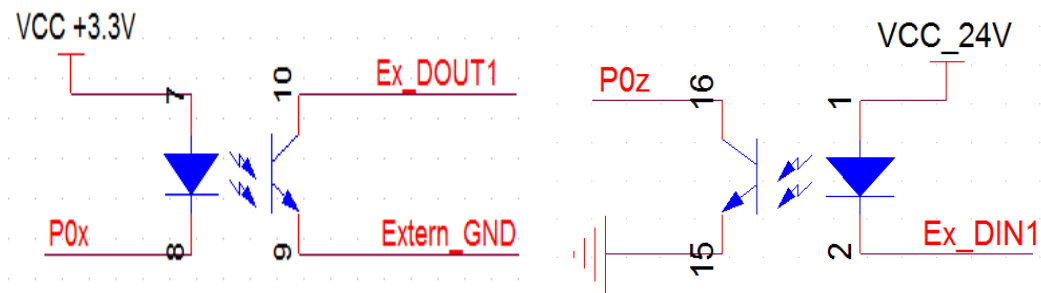 VCC +3.3V
7
10
Ex_DOUT1
P0x
8
9
Extern_GND
VCC_24V
P0z
16
1
15
2
Ex_DIN1